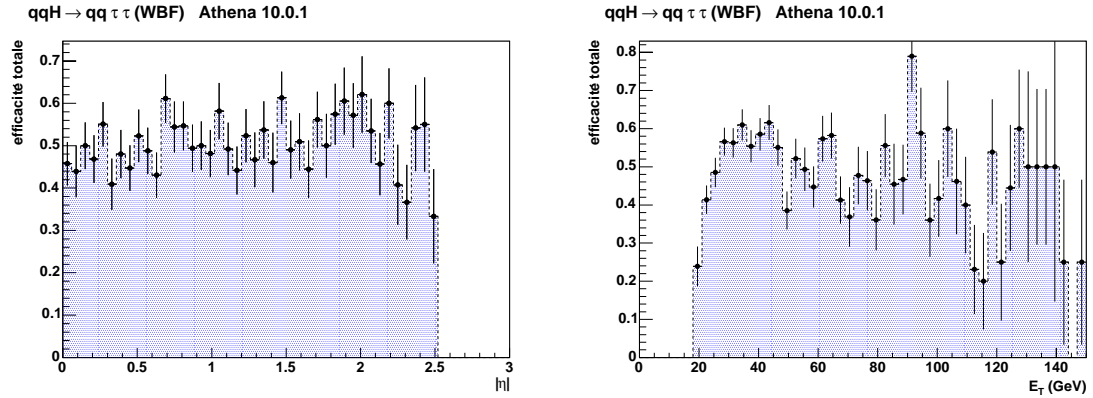 qqH → qq τ τ (WBF) Athena 10.0.1
efficacité totale
0.7
0.6
0.5
0.4
0.3
0.2
0.1
0
0 0.5 1 1.5 2 2.5 3
|η|
qqH → qq τ τ (WBF) Athena 10.0.1
efficacité totale
0.8
0.7
0.6
0.5
0.4
0.3
0.2
0.1
0
0 20 40 60 80 100 120 140
E_T (GeV)